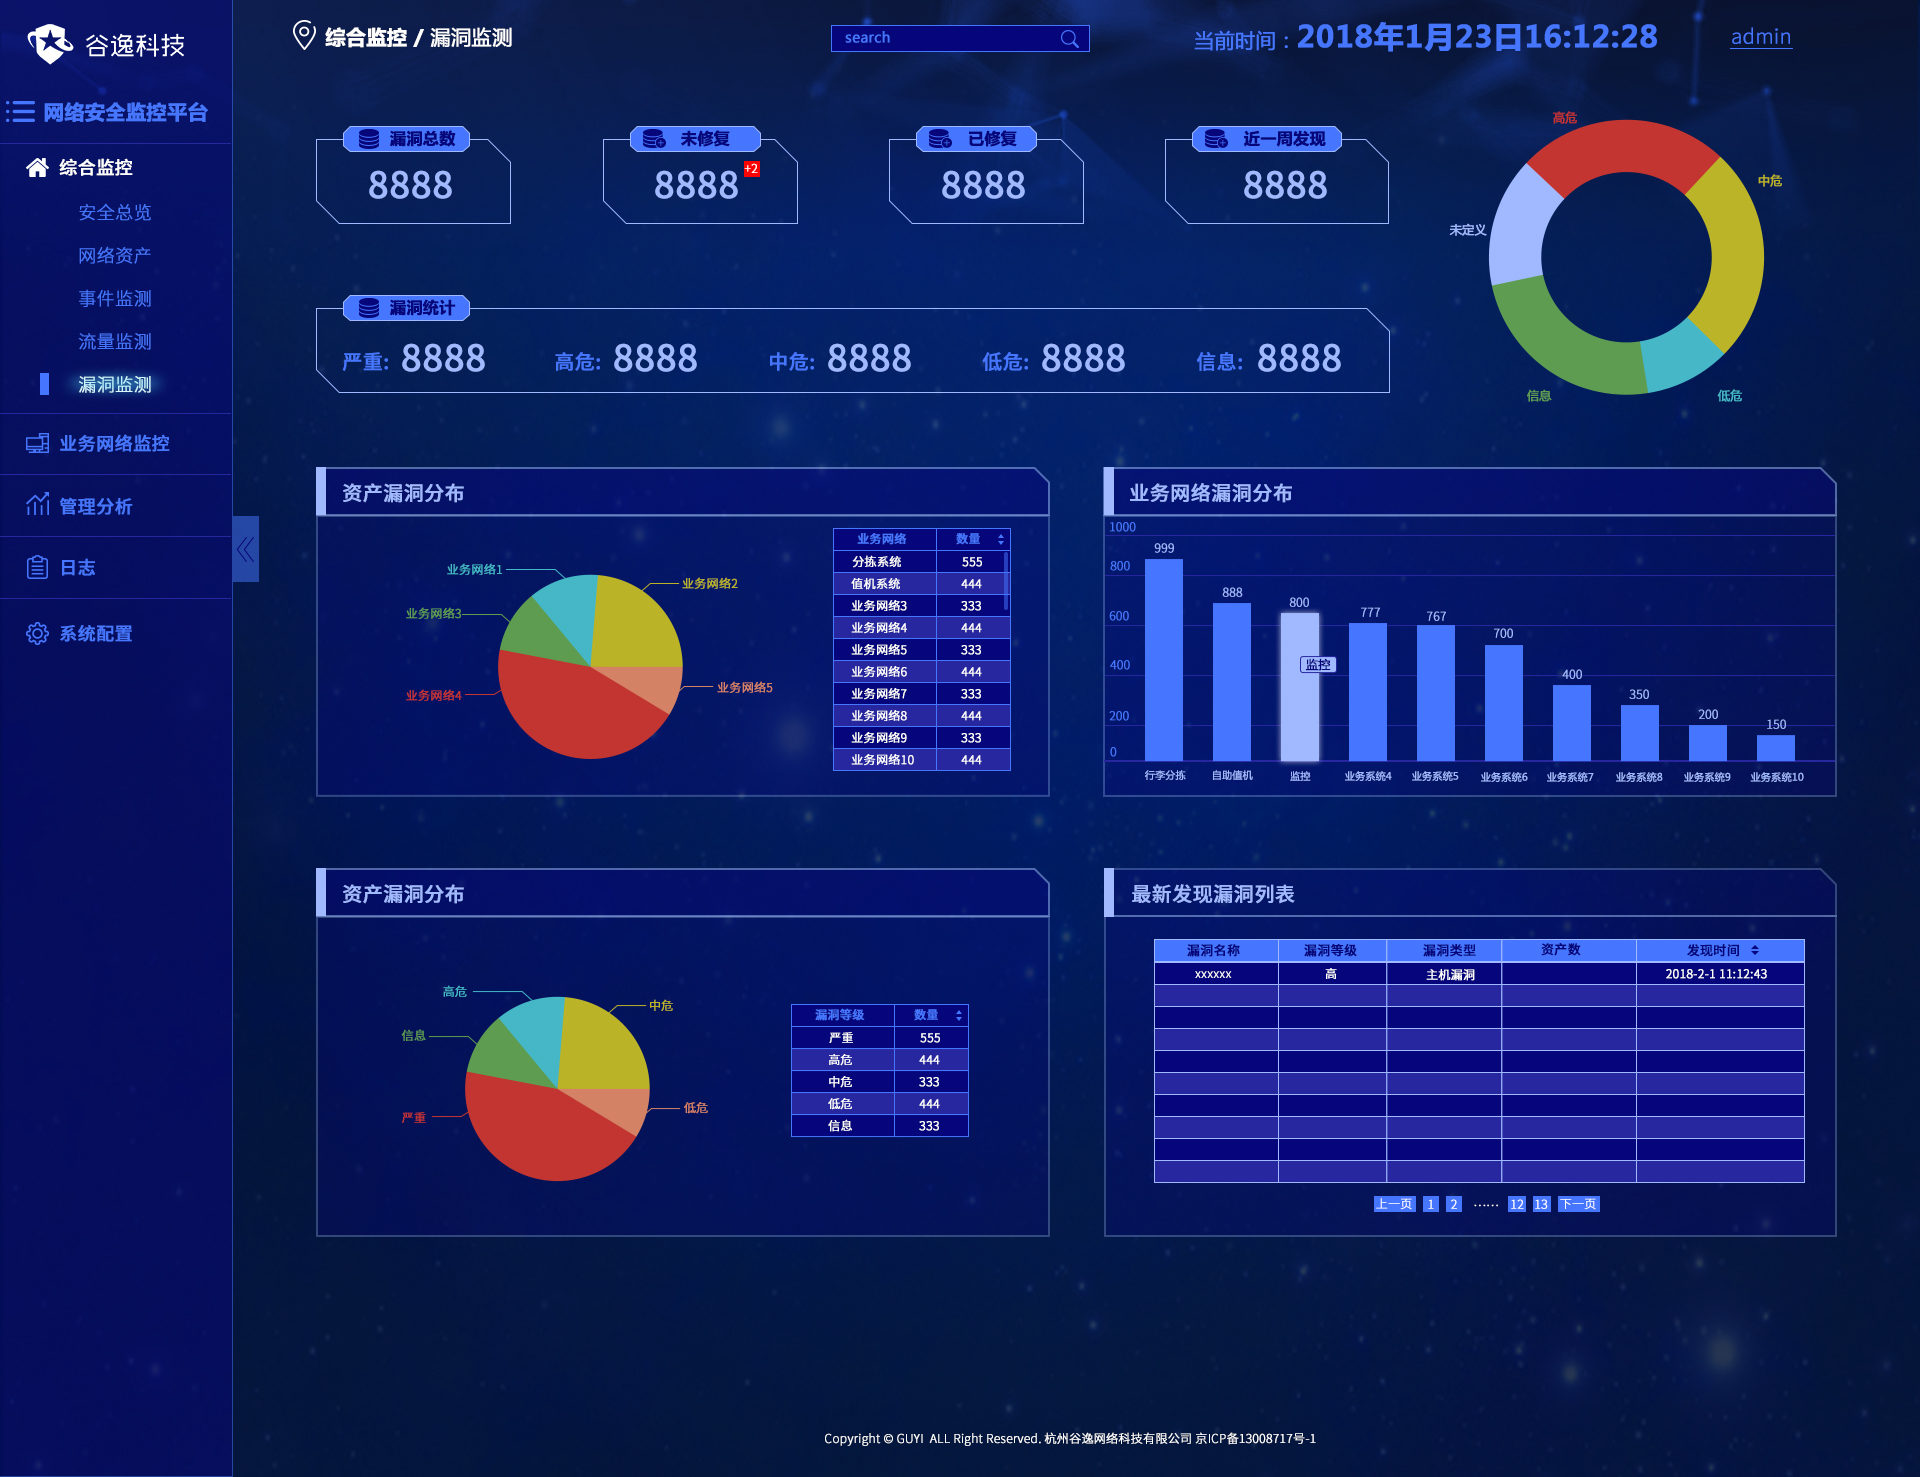 谷逸科技
网络安全监控平台
综合监控
安全总览
网络资产
事件监测
流量监测
漏洞监测
业务网络监控
管理分析
日志
系统配置
综合监控 / 漏洞监测
search
当前时间：2018年1月23日16:12:28
admin
漏洞总数
8888
未修复
8888
+2
已修复
8888
近一周发现
8888
漏洞统计
严重: 8888
高危: 8888
中危: 8888
低危: 8888
信息: 8888
高危
中危
未定义
信息
低危
资产漏洞分布
业务网络1
业务网络2
业务网络3
业务网络4
业务网络5
业务网络 数量
分拣系统 555
值机系统 444
业务网络3 333
业务网络4 444
业务网络5 333
业务网络6 444
业务网络7 333
业务网络8 444
业务网络9 333
业务网络10 444
业务网络漏洞分布
1000
800
600
400
200
0
999
888
800
777
767
700
400
350
200
150
监控
行李分拣
自助值机
监控
业务系统4
业务系统5
业务系统6
业务系统7
业务系统8
业务系统9
业务系统10
资产漏洞分布
高危
中危
信息
严重
低危
漏洞等级 数量
严重 555
高危 444
中危 333
低危 444
信息 333
最新发现漏洞列表
漏洞名称 漏洞等级 漏洞类型 资产数 发现时间
xxxxxx 高 主机漏洞 2018-2-1 11:12:43
上一页 1 2 …… 12 13 下一页
Copyright © GUYI ALL Right Reserved. 杭州谷逸网络科技有限公司 京ICP备13008717号-1